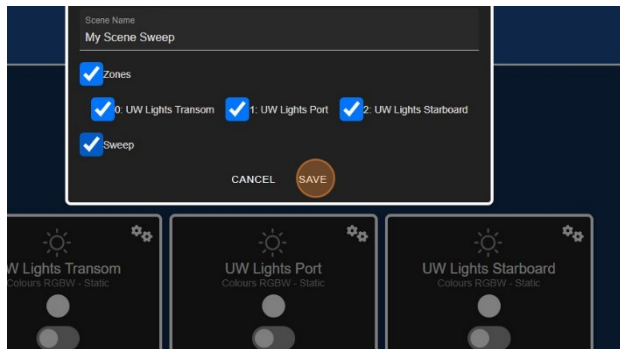 Scene Name
My Scene Sweep
Zones
0: UW Lights Transom 1: UW Lights Port 2: UW Lights Starboard
Sweep
CANCEL SAVE
W Lights Transom UW Lights Port UW Lights Starboard
Colours RGBW - Static Colours RGBW - Static Colours RGBW - Static